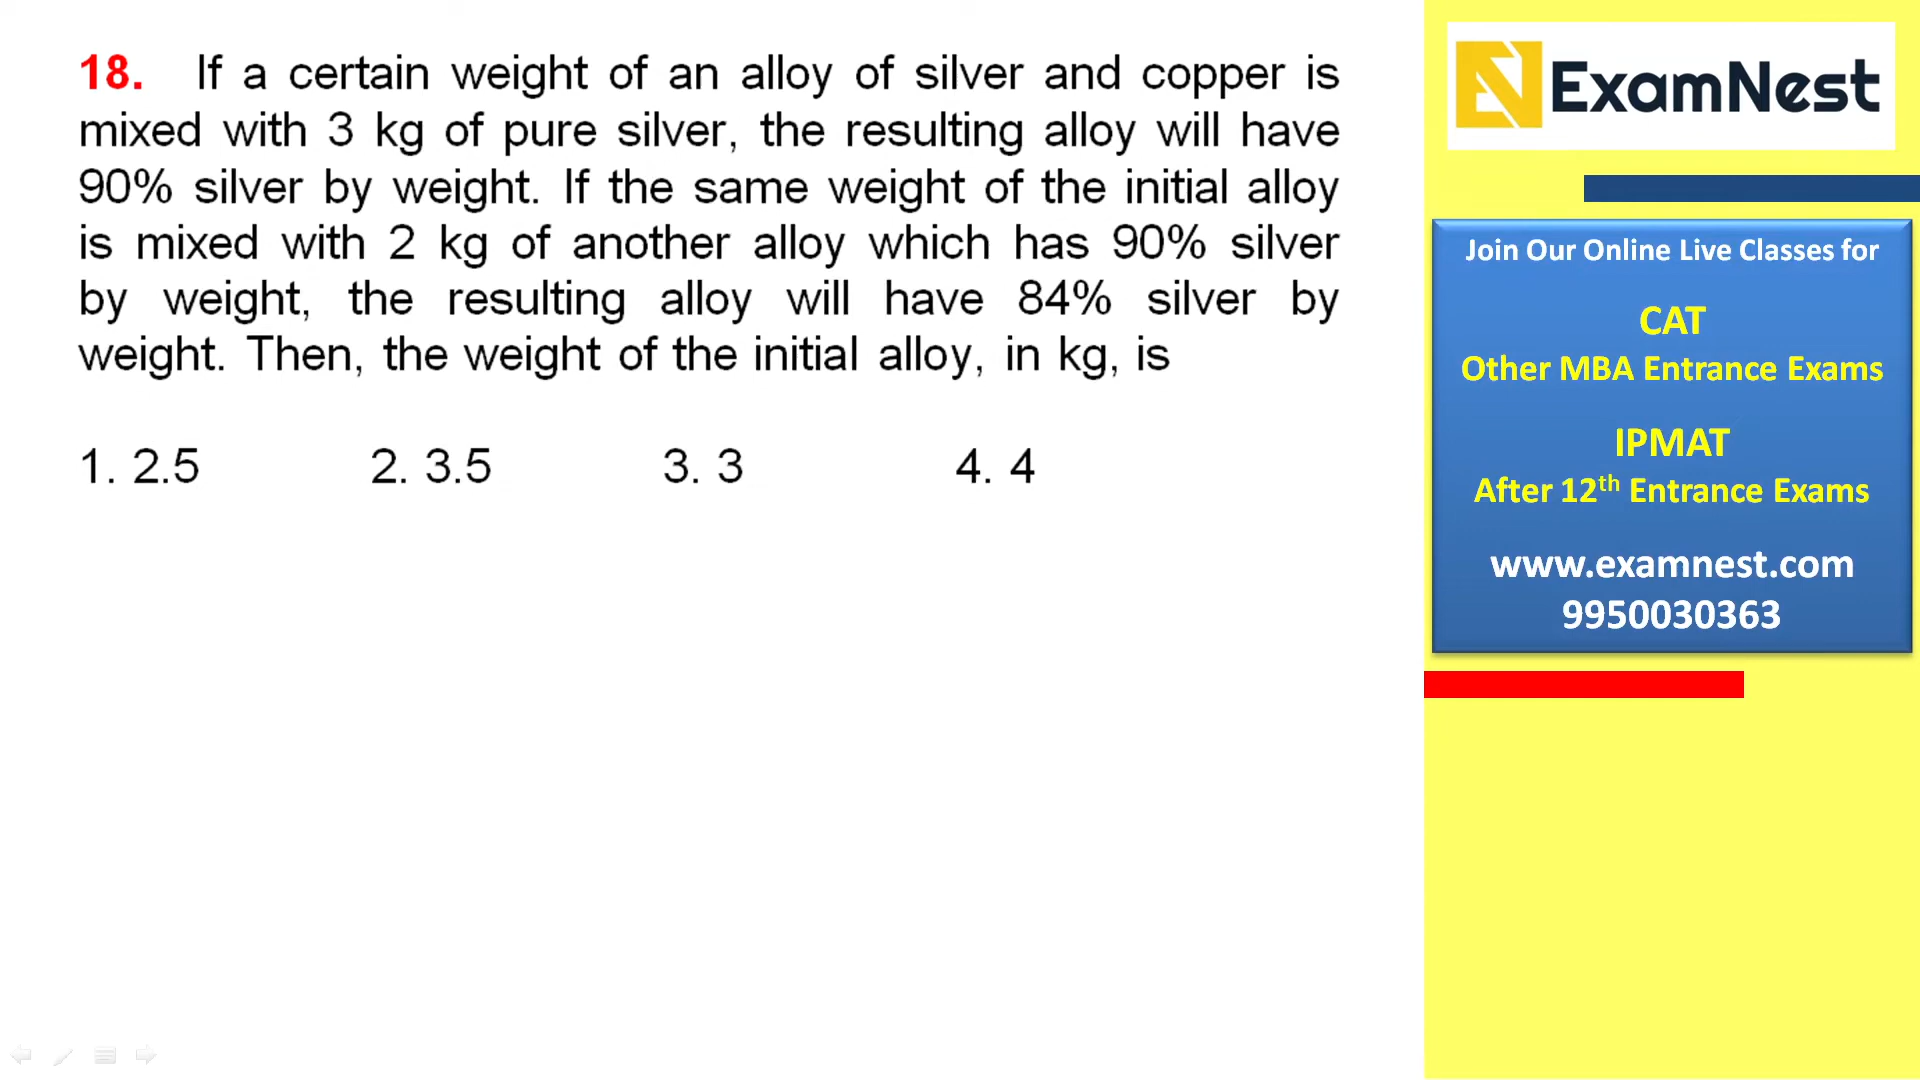 18. If a certain weight of an alloy of silver and copper is
mixed with 3 kg of pure silver, the resulting alloy will have
90% silver by weight. If the same weight of the initial alloy
is mixed with 2 kg of another alloy which has 90% silver
by weight, the resulting alloy will have 84% silver by
weight. Then, the weight of the initial alloy, in kg, is
1. 2.5 2. 3.5 3. 3 4. 4
ExamNest
Join Our Online Live Classes for
CAT
Other MBA Entrance Exams
IPMAT
After 12th Entrance Exams
www.examnest.com
9950030363